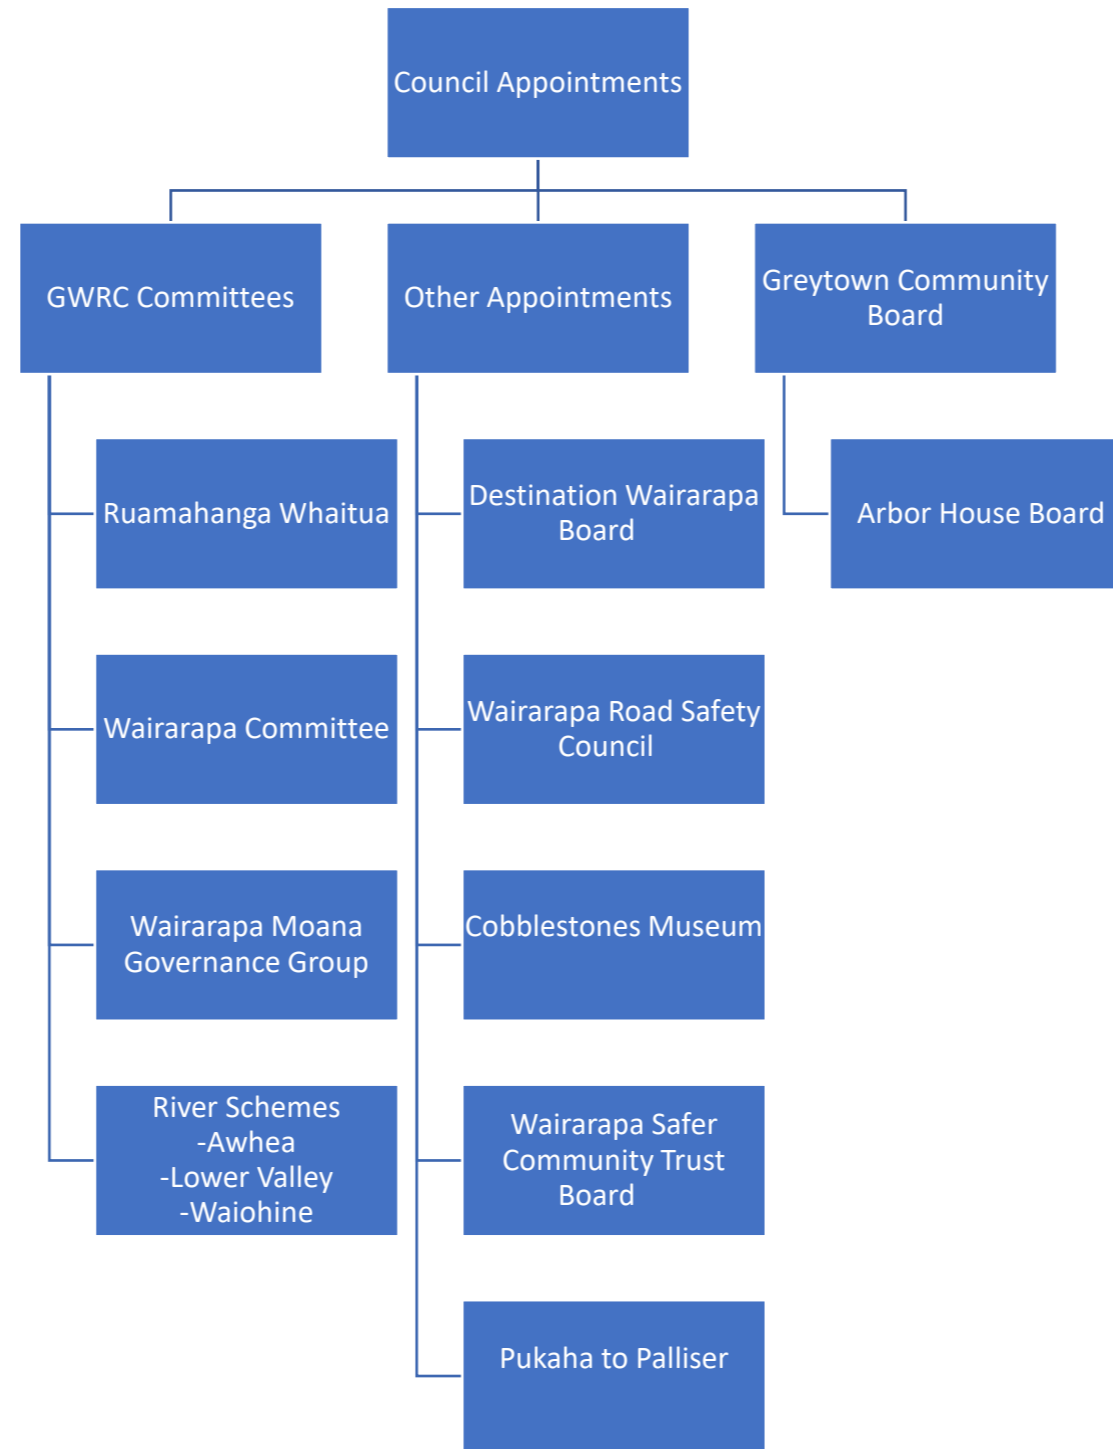 Council Appointments
GWRC Committees
Other Appointments
Greytown Community
Board
Ruamahanga Whaitua
Destination Wairarapa
Board
Arbor House Board
Wairarapa Committee
Wairarapa Road Safety
Council
Wairarapa Moana
Governance Group
Cobblestones Museum
River Schemes
-Awhea
-Lower Valley
-Waiohine
Wairarapa Safer
Community Trust
Board
Pukaha to Palliser